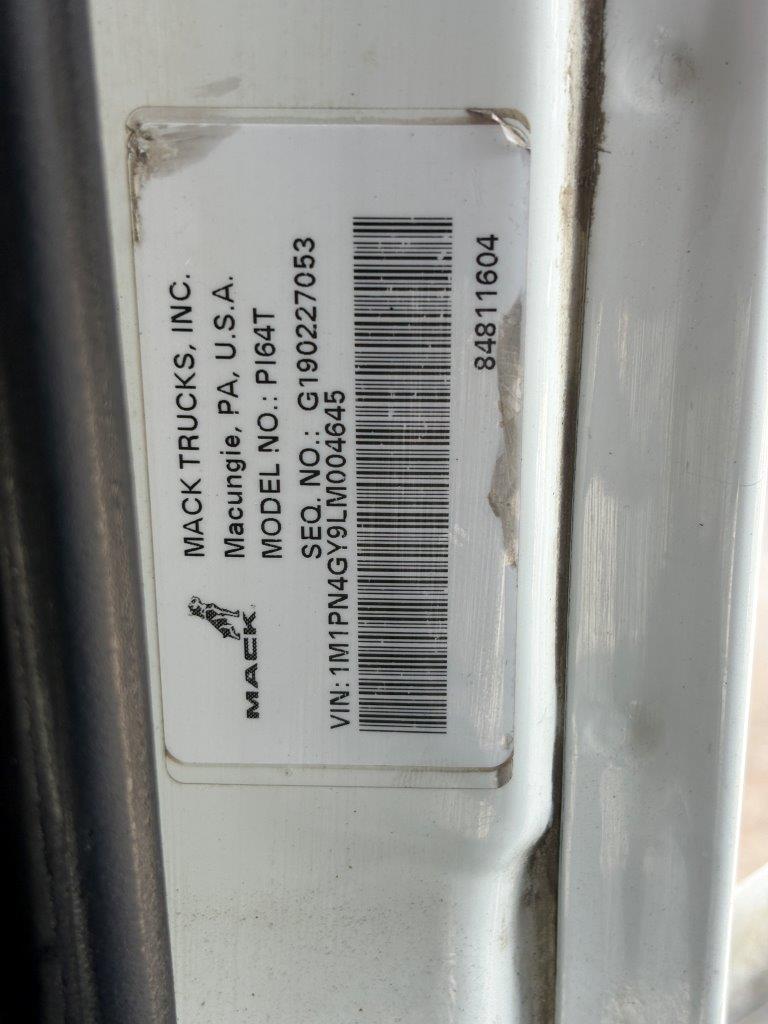 MACK TRUCKS, INC.
Macungie, PA, U.S.A.
MODEL NO.: PI64T
SEQ. NO.: G190227053
MACK
VIN: 1M1PN4GY9LM004645
84811604